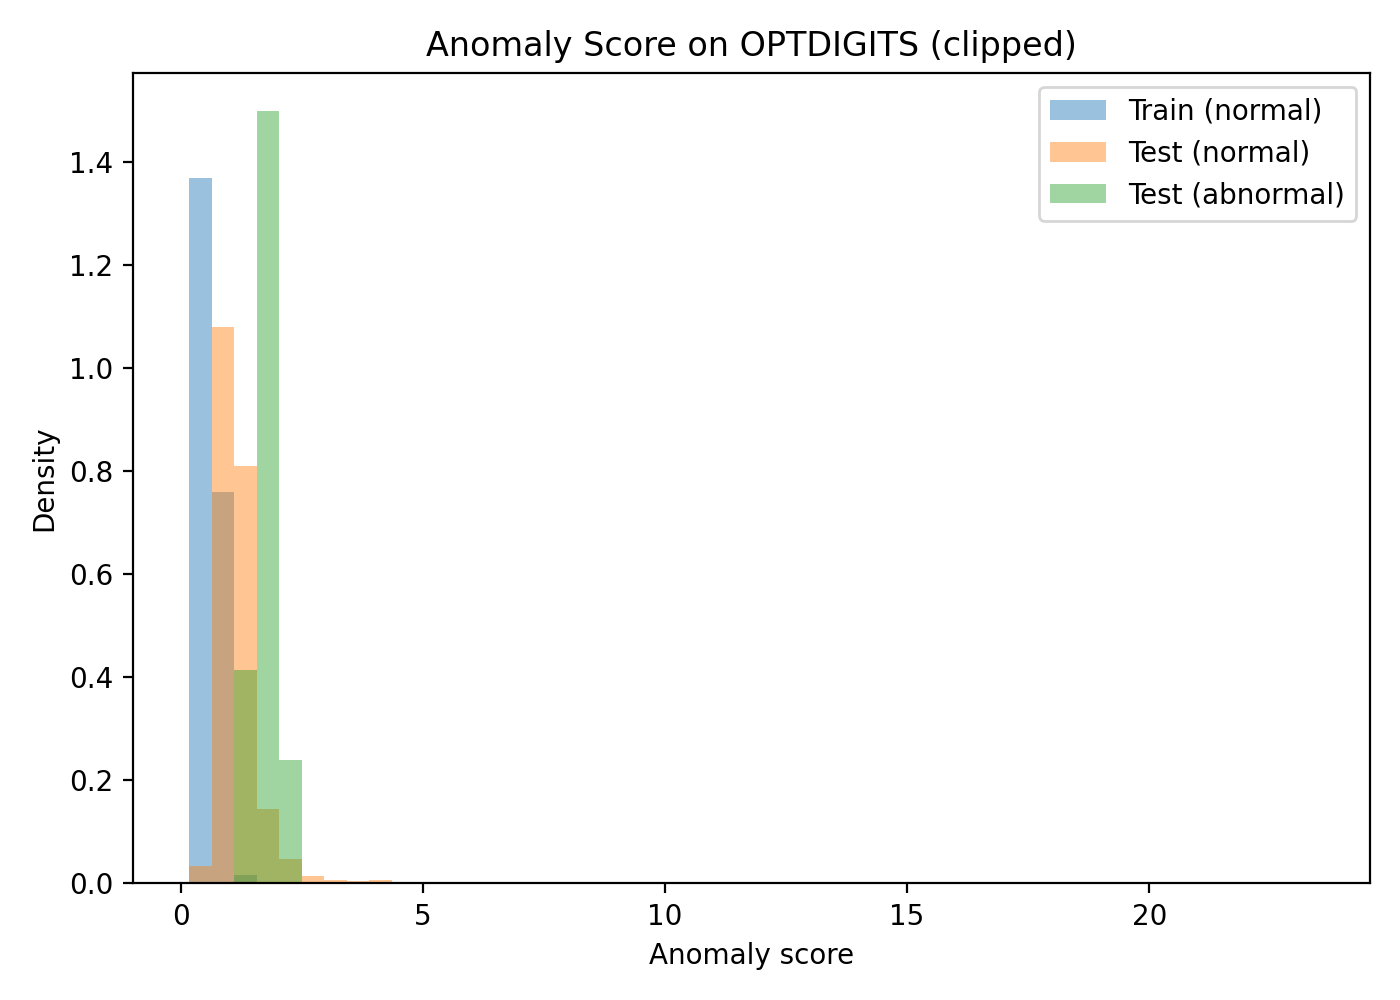 Anomaly Score on OPTDIGITS (clipped)
Train (normal)
Test (normal)
Test (abnormal)
Density
1.4
1.2
1.0
0.8
0.6
0.4
0.2
0.0
0 5 10 15 20
Anomaly score